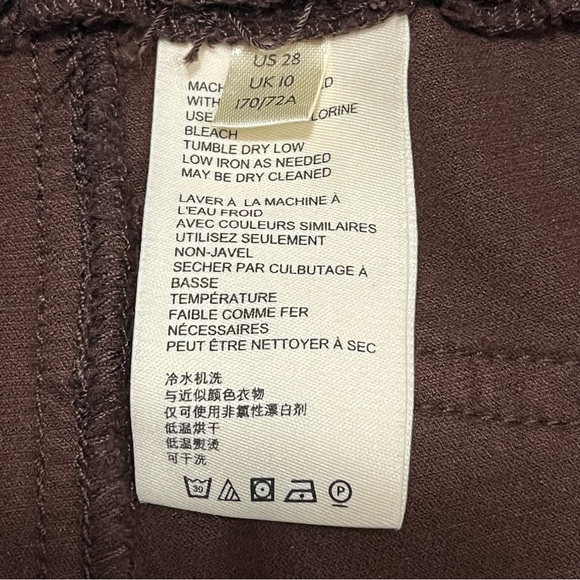 US 28
UK 10
170/72A
MACH
WITH
USE LORINE
BLEACH
TUMBLE DRY LOW
LOW IRON AS NEEDED
MAY BE DRY CLEANED
LAVER À LA MACHINE À
L'EAU FROID
AVEC COULEURS SIMILAIRES
UTILISEZ SEULEMENT
NON-JAVEL
SECHER PAR CULBUTAGE À
BASSE
TEMPÉRATURE
FAIBLE COMME FER
NÉCESSAIRES
PEUT ÊTRE NETTOYER À SEC
冷水机洗
与近似颜色衣物
仅可使用非氯性漂白剂
低温烘干
低温熨烫
可干洗
30 P